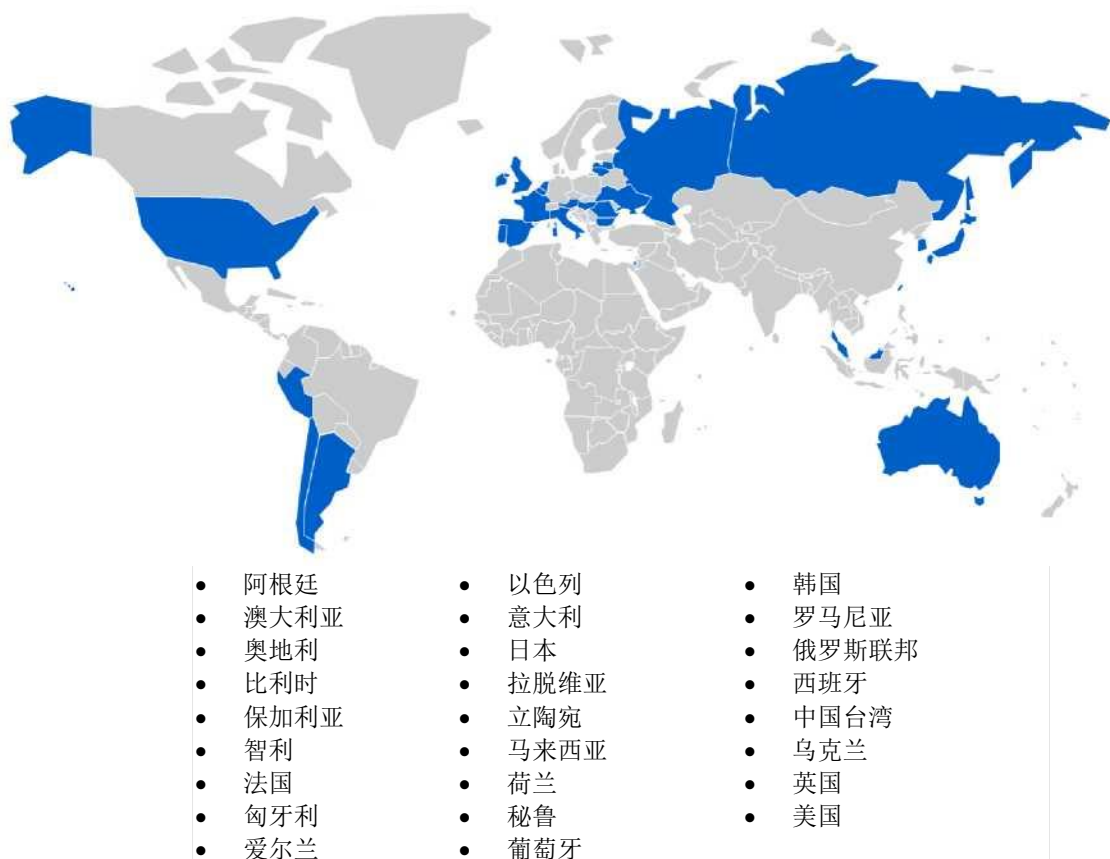 • 阿根廷
• 澳大利亚
• 奥地利
• 比利时
• 保加利亚
• 智利
• 法国
• 匈牙利
• 爱尔兰
• 以色列
• 意大利
• 日本
• 拉脱维亚
• 立陶宛
• 马来西亚
• 荷兰
• 秘鲁
• 葡萄牙
• 韩国
• 罗马尼亚
• 俄罗斯联邦
• 西班牙
• 中国台湾
• 乌克兰
• 英国
• 美国